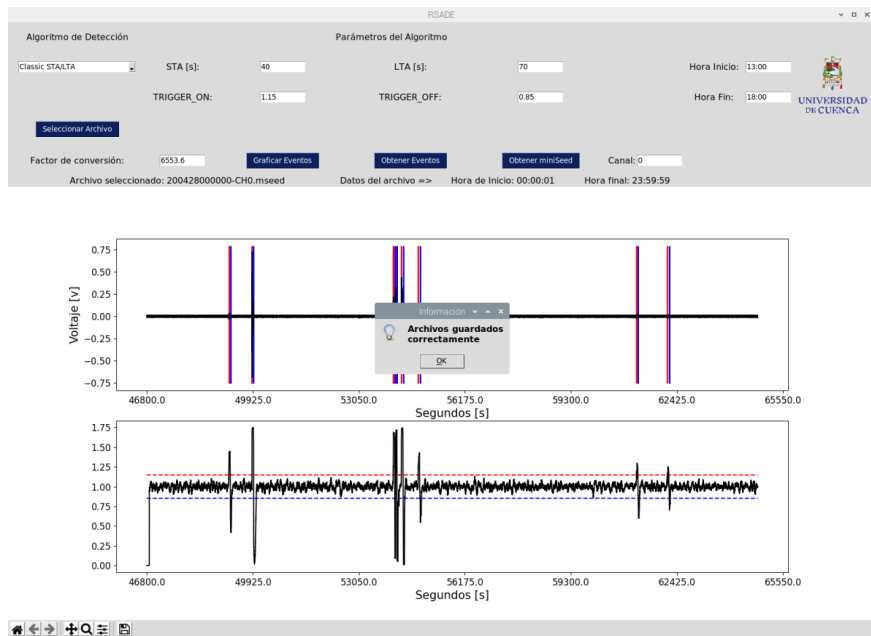 RSADE
Algoritmo de Detección
Parámetros del Algoritmo
Classic STA/LTA
STA [s]:
40
LTA [s]:
70
Hora Inicio:
13:00
TRIGGER_ON:
1.15
TRIGGER_OFF:
0.85
Hora Fin:
18:00
UNIVERSIDAD
DE CUENCA
Seleccionar Archivo
Factor de conversión:
6553.6
Graficar Eventos
Obtener Eventos
Obtener miniSeed
Canal:
0
Archivo seleccionado: 200428000000-CH0.mseed
Datos del archivo =>
Hora de Inicio: 00:00:01
Hora final: 23:59:59
Voltaje [v]
0.75
0.50
0.25
0.00
−0.25
−0.50
−0.75
Información
Archivos guardados
correctamente
OK
46800.0
49925.0
53050.0
56175.0
59300.0
62425.0
65550.0
Segundos [s]
1.75
1.50
1.25
1.00
0.75
0.50
0.25
0.00
46800.0
49925.0
53050.0
56175.0
59300.0
62425.0
65550.0
Segundos [s]